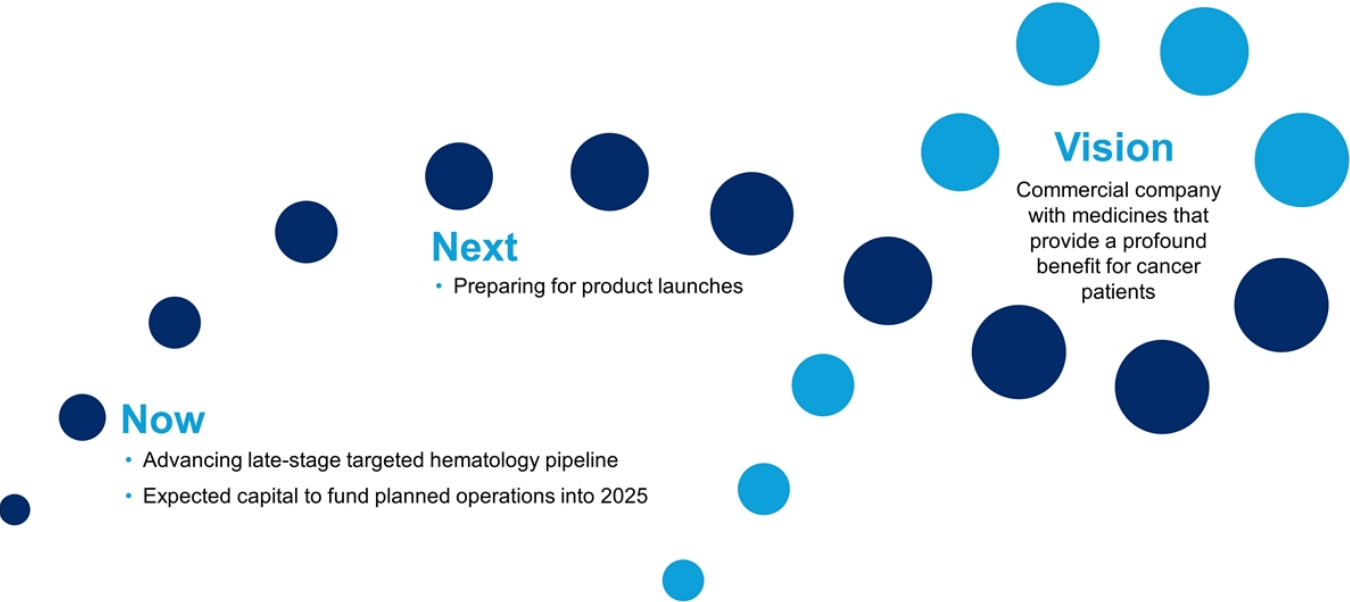 Vision
Commercial company
with medicines that
provide a profound
benefit for cancer
patients
Next
• Preparing for product launches
Now
• Advancing late-stage targeted hematology pipeline
• Expected capital to fund planned operations into 2025